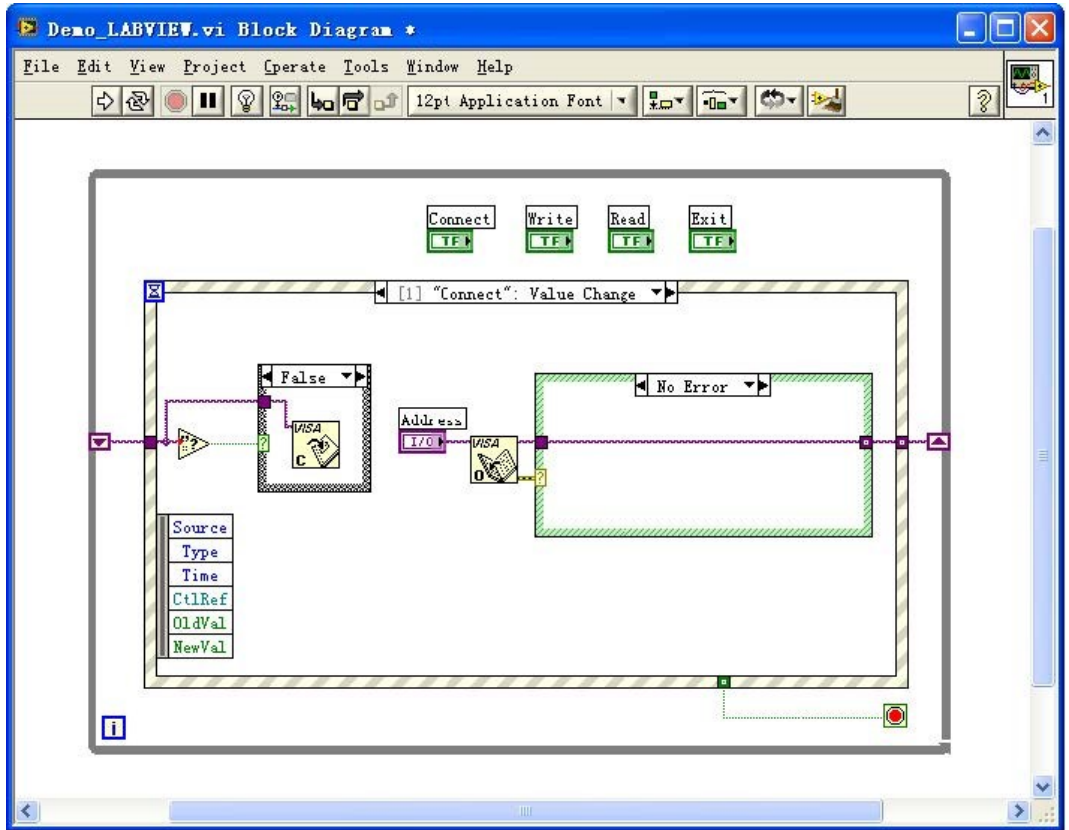 Demo_LABVIEW.vi Block Diagram *
File Edit View Project Operate Tools Window Help
12pt Application Font
1
Connect Write Read Exit
TF TF TF TF
[1] "Connect": Value Change
False
No Error
Address
I/O
VISA
C
VISA
O
"?
?
?
Source
Type
Time
CtlRef
OldVal
NewVal
i